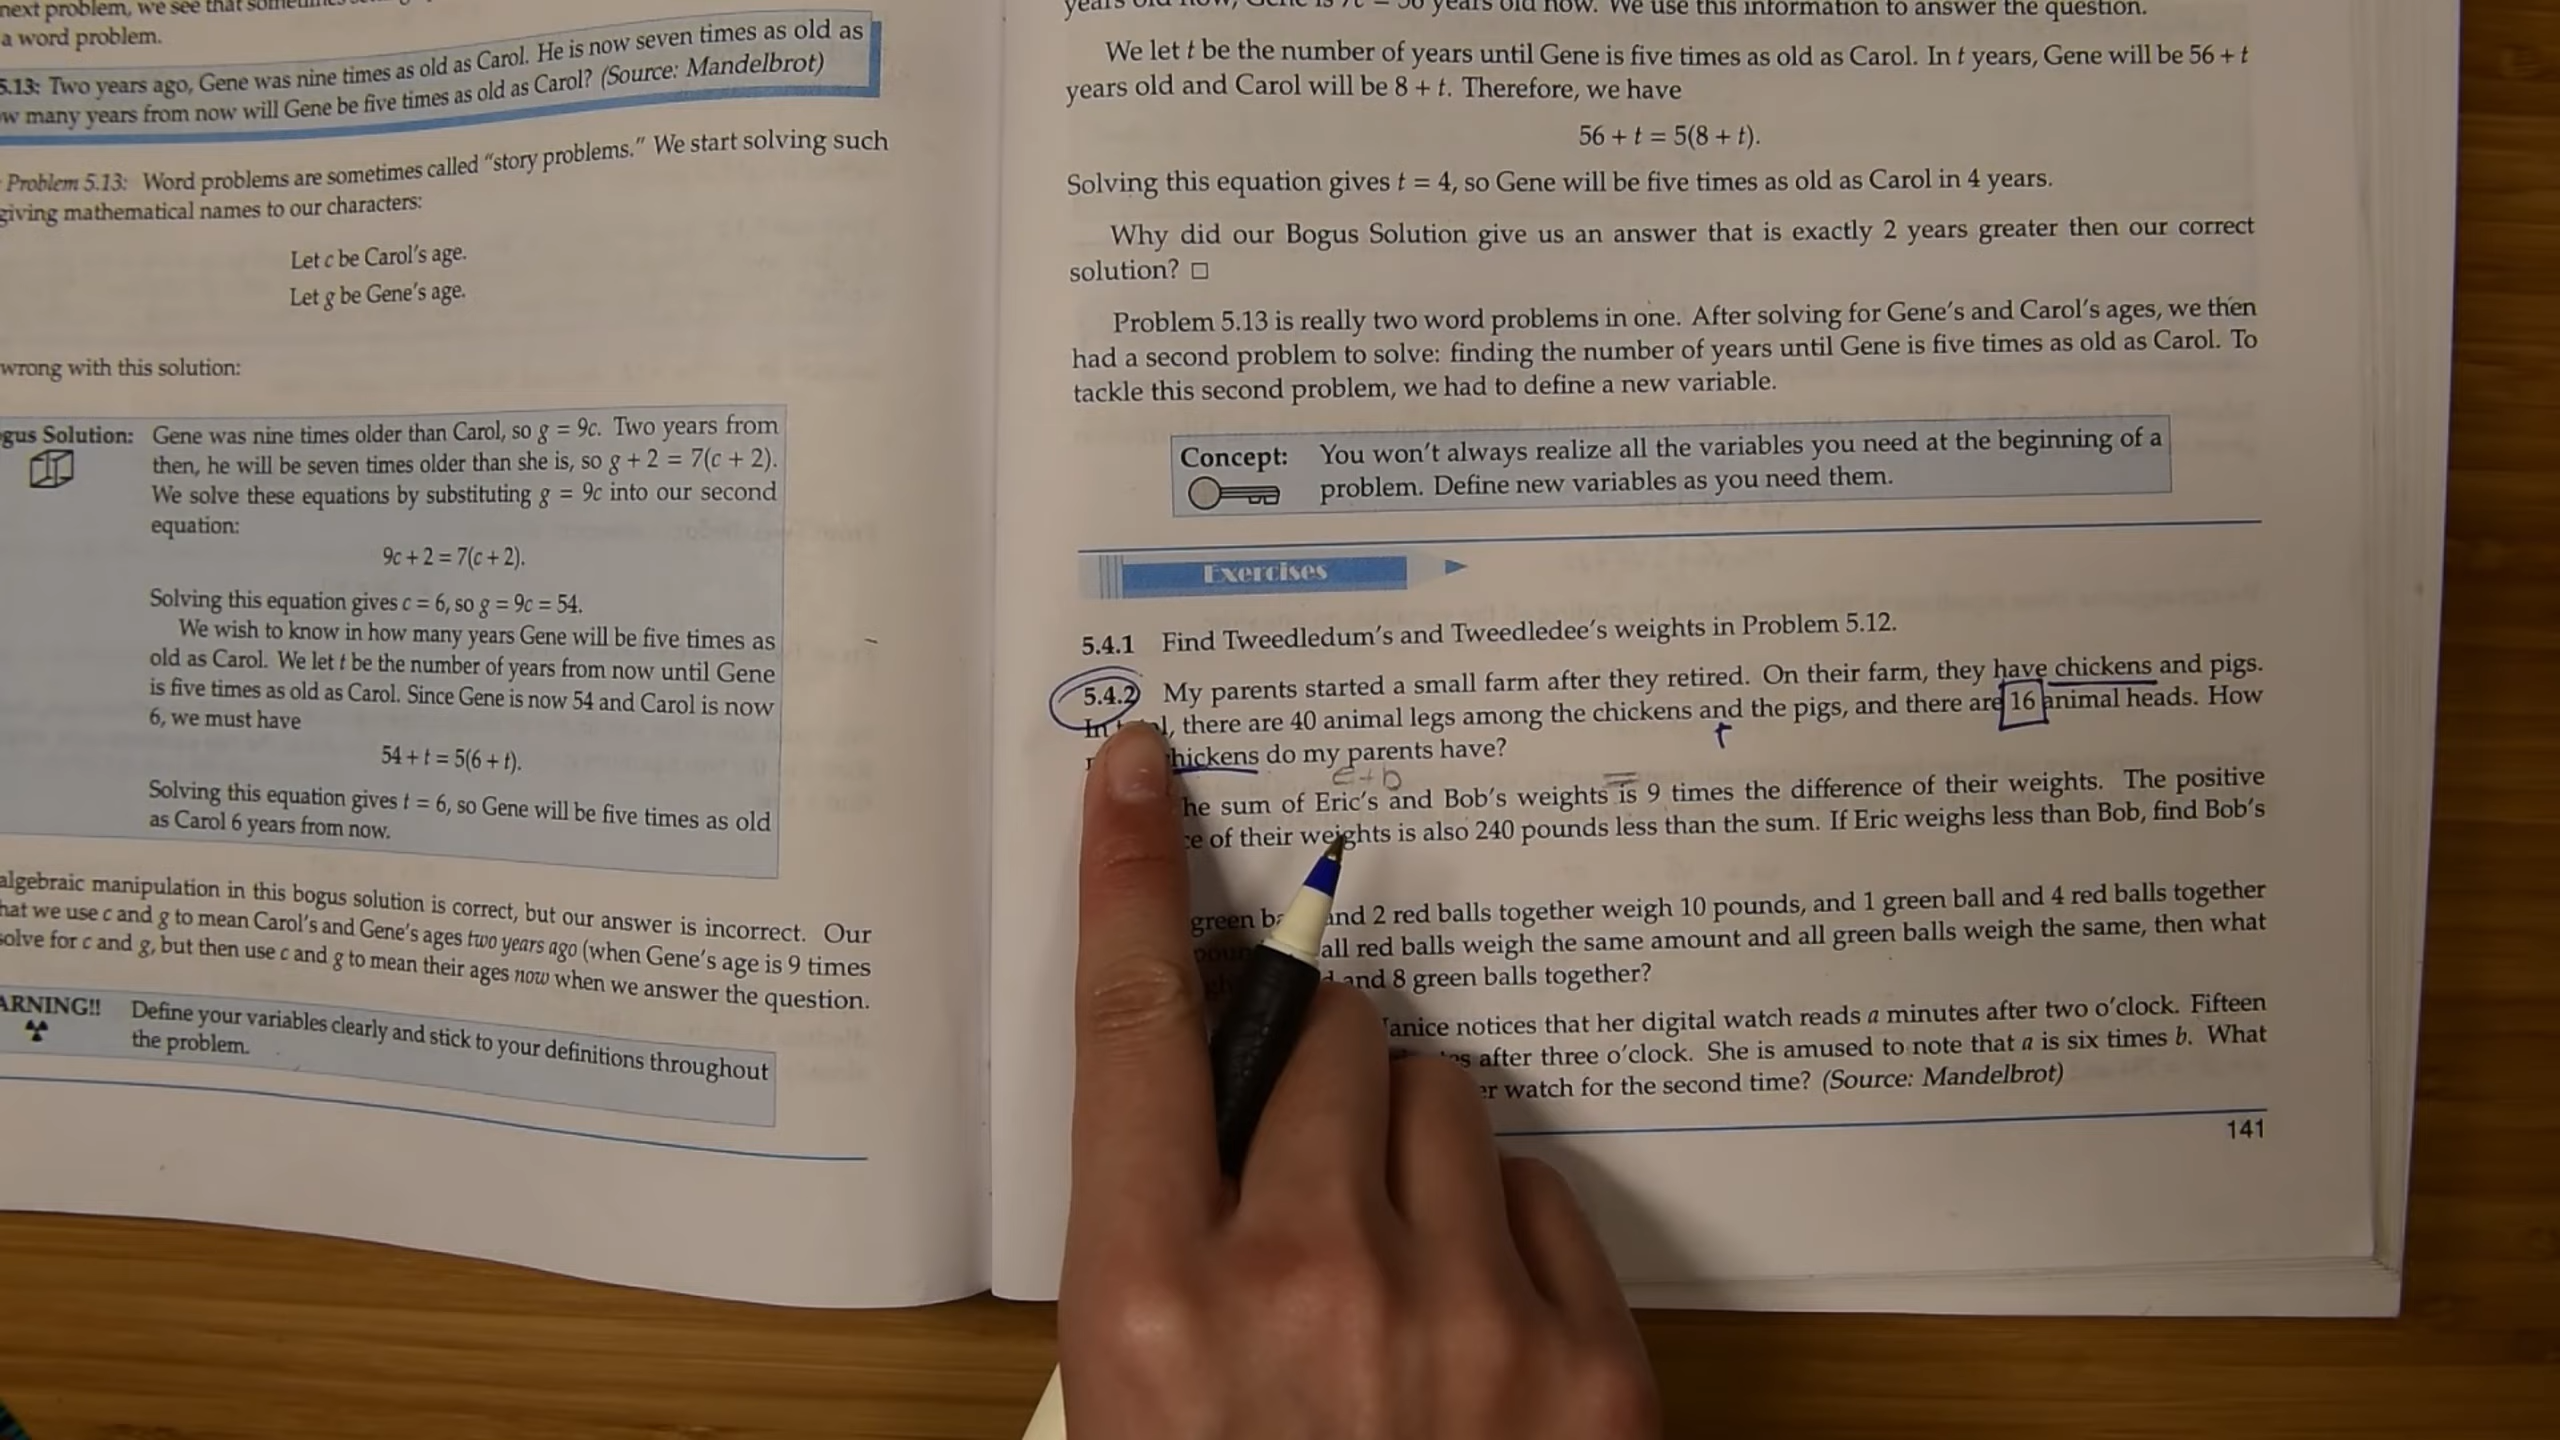 next problem, we see that
a word problem.
5.13: Two years ago, Gene was nine times as old as Carol. He is now seven times as old as
many years from now will Gene be five times as old as Carol? (Source: Mandelbrot)
Problem 5.13: Word problems are sometimes called "story problems." We start solving such
giving mathematical names to our characters:
Let c be Carol's age.
Let g be Gene's age.
wrong with this solution:
Solution: Gene was nine times older than Carol, so g = 9c. Two years from
then, he will be seven times older than she is, so g + 2 = 7(c + 2).
We solve these equations by substituting g = 9c into our second
equation:
9c + 2 = 7(c + 2).
Solving this equation gives c = 6, so g = 9c = 54.
We wish to know in how many years Gene will be five times as
old as Carol. We let t be the number of years from now until Gene
is five times as old as Carol. Since Gene is now 54 and Carol is now
6, we must have
54 + t = 5(6 + t).
Solving this equation gives t = 6, so Gene will be five times as old
as Carol 6 years from now.
algebraic manipulation in this bogus solution is correct, but our answer is incorrect. Our
that we use c and g to mean Carol's and Gene's ages two years ago (when Gene's age is 9 times
solve for c and g, but then use c and g to mean their ages now when we answer the question.
Define your variables clearly and stick to your definitions throughout
the problem.
years old now. We use this information to answer the question.
We let t be the number of years until Gene is five times as old as Carol. In t years, Gene will be 56 + t
years old and Carol will be 8 + t. Therefore, we have
56 + t = 5(8 + t).
Solving this equation gives t = 4, so Gene will be five times as old as Carol in 4 years.
Why did our Bogus Solution give us an answer that is exactly 2 years greater then our correct
solution? □
Problem 5.13 is really two word problems in one. After solving for Gene's and Carol's ages, we then
had a second problem to solve: finding the number of years until Gene is five times as old as Carol. To
tackle this second problem, we had to define a new variable.
Concept: You won't always realize all the variables you need at the beginning of a
problem. Define new variables as you need them.
Exercises
5.4.1 Find Tweedledum's and Tweedledee's weights in Problem 5.12.
5.4.2 My parents started a small farm after they retired. On their farm, they have chickens and pigs.
In, there are 40 animal legs among the chickens and the pigs, and there are 16 animal heads. How
chickens do my parents have?
+
e+b
=
he sum of Eric's and Bob's weights is 9 times the difference of their weights. The positive
of their weights is also 240 pounds less than the sum. If Eric weighs less than Bob, find Bob's
green and 2 red balls together weigh 10 pounds, and 1 green ball and 4 red balls together
all red balls weigh the same amount and all green balls weigh the same, then what
and 8 green balls together?
Janice notices that her digital watch reads a minutes after two o'clock. Fifteen
after three o'clock. She is amused to note that a is six times b. What
watch for the second time? (Source: Mandelbrot)
141